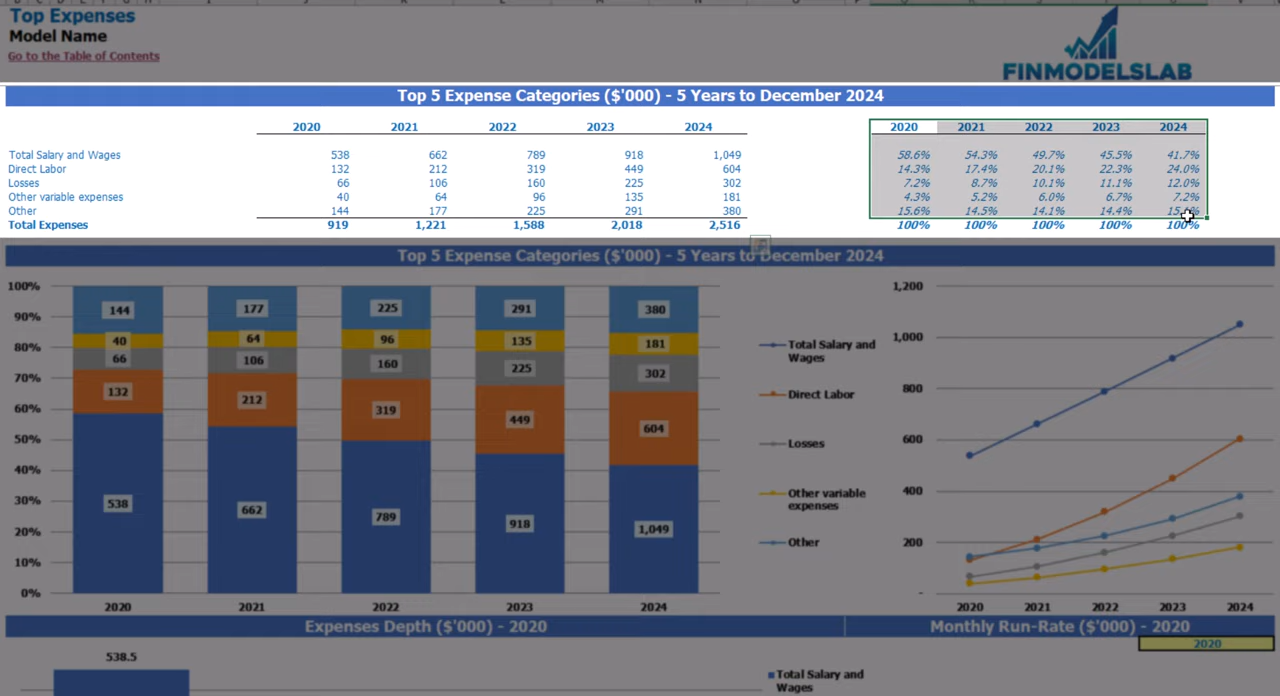 Top Expenses
Model Name
Go to the Table of Contents
FINMODELSLAB
Top 5 Expense Categories ($'000) - 5 Years to December 2024
2020 2021 2022 2023 2024 2020 2021 2022 2023 2024
Total Salary and Wages 538 662 789 918 1,049 58.6% 54.3% 49.7% 45.5% 41.7%
Direct Labor 132 212 319 449 604 14.3% 17.4% 20.1% 22.3% 24.0%
Losses 66 106 160 225 302 7.2% 8.7% 10.1% 11.1% 12.0%
Other variable expenses 40 64 96 135 181 4.3% 5.2% 6.0% 6.7% 7.2%
Other 144 177 225 291 380 15.6% 14.5% 14.1% 14.4%
Total Expenses 919 1,221 1,588 2,018 2,516 100% 100% 100% 100% 100%
Top 5 Expense Categories ($'000) - 5 Years to December 2024
100%
90%
80%
70%
60%
50%
40%
30%
20%
10%
0%
144 177 225 291 380
40 64 96 135 181
66 106 160 225 302
132 212 319 449 604
538 662 789 918 1,049
2020 2021 2022 2023 2024
Total Salary and
Wages
Direct Labor
Losses
Other variable
expenses
Other
1,200
1,000
800
600
400
200
-
2020 2021 2022 2023 2024
Expenses Depth ($'000) - 2020
Monthly Run-Rate ($'000) - 2020
2020
538.5
Total Salary and
Wages